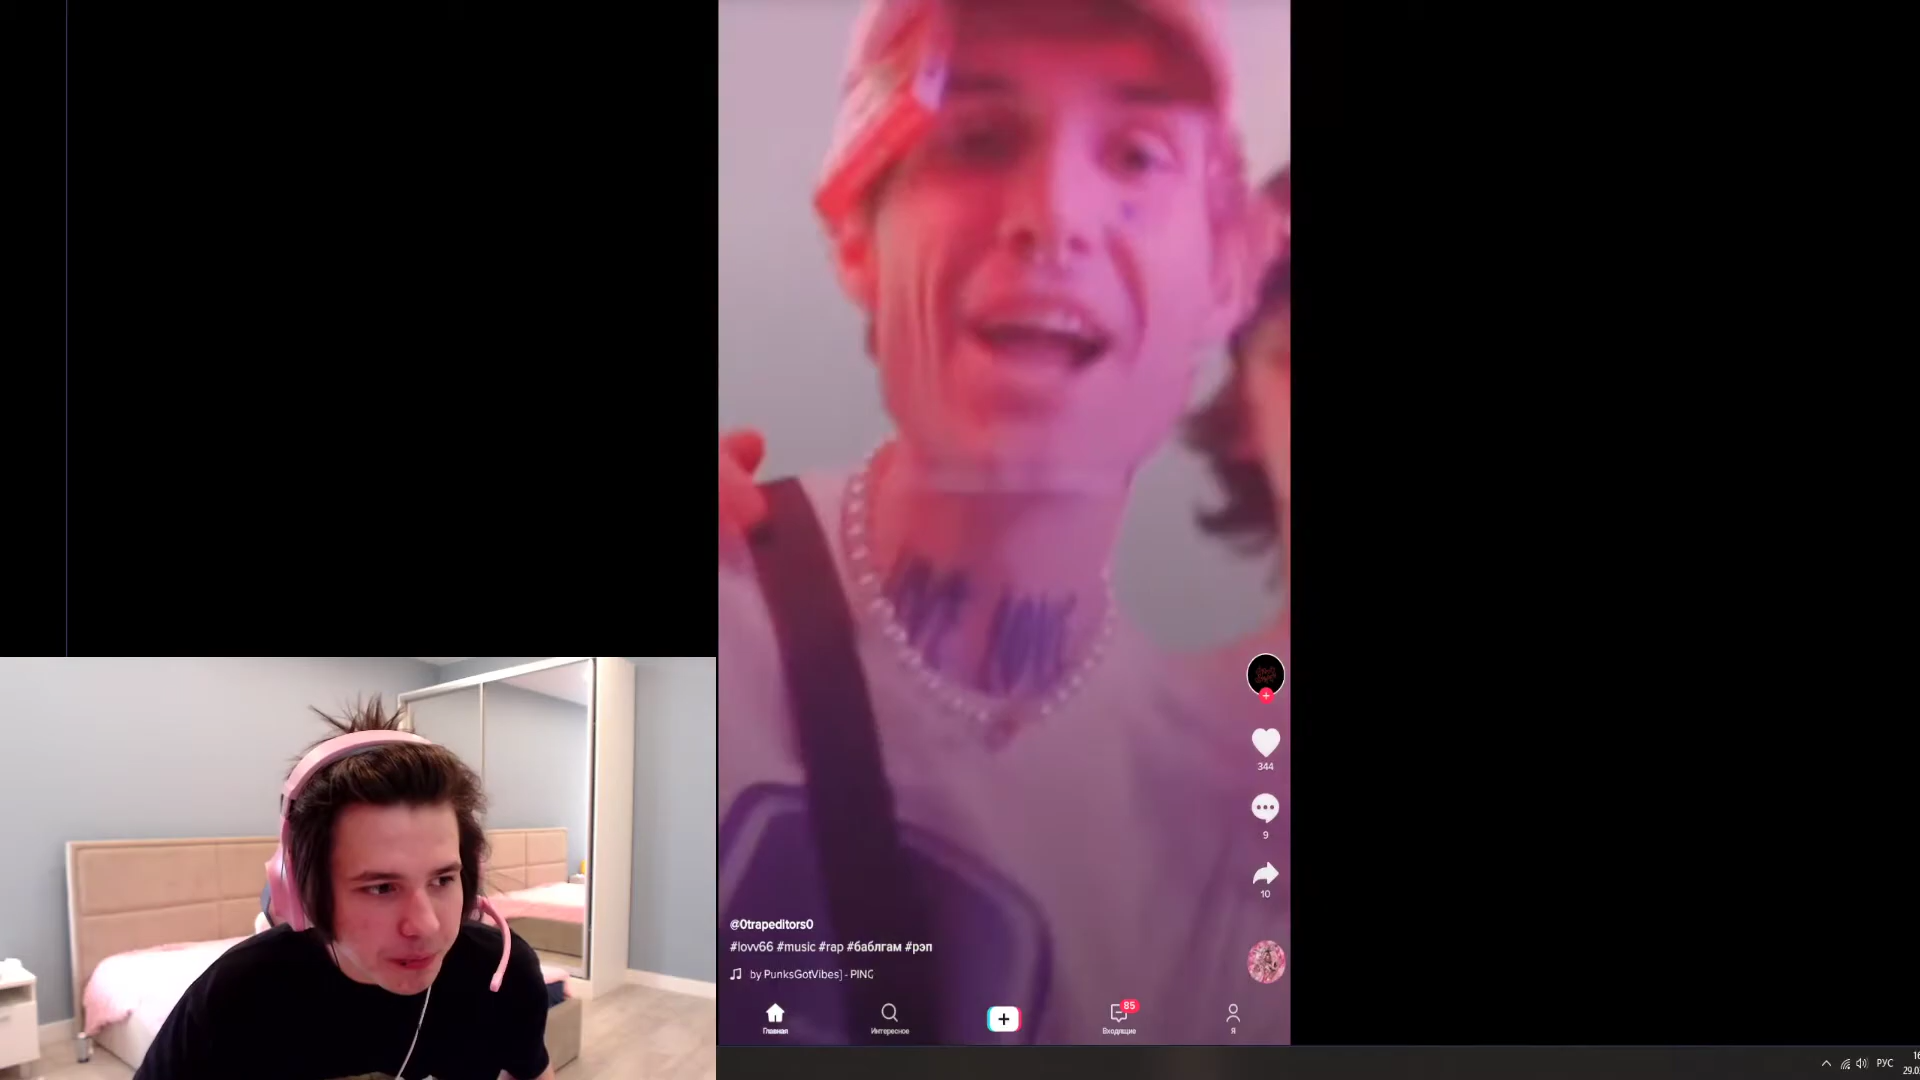 344
9
10
@0trapeditors0
#lovv66 #music #rap #баблгам #рэп
by PunksGotVibes] - PING
Главная
Интересное
85
Входящие
Я
РУС